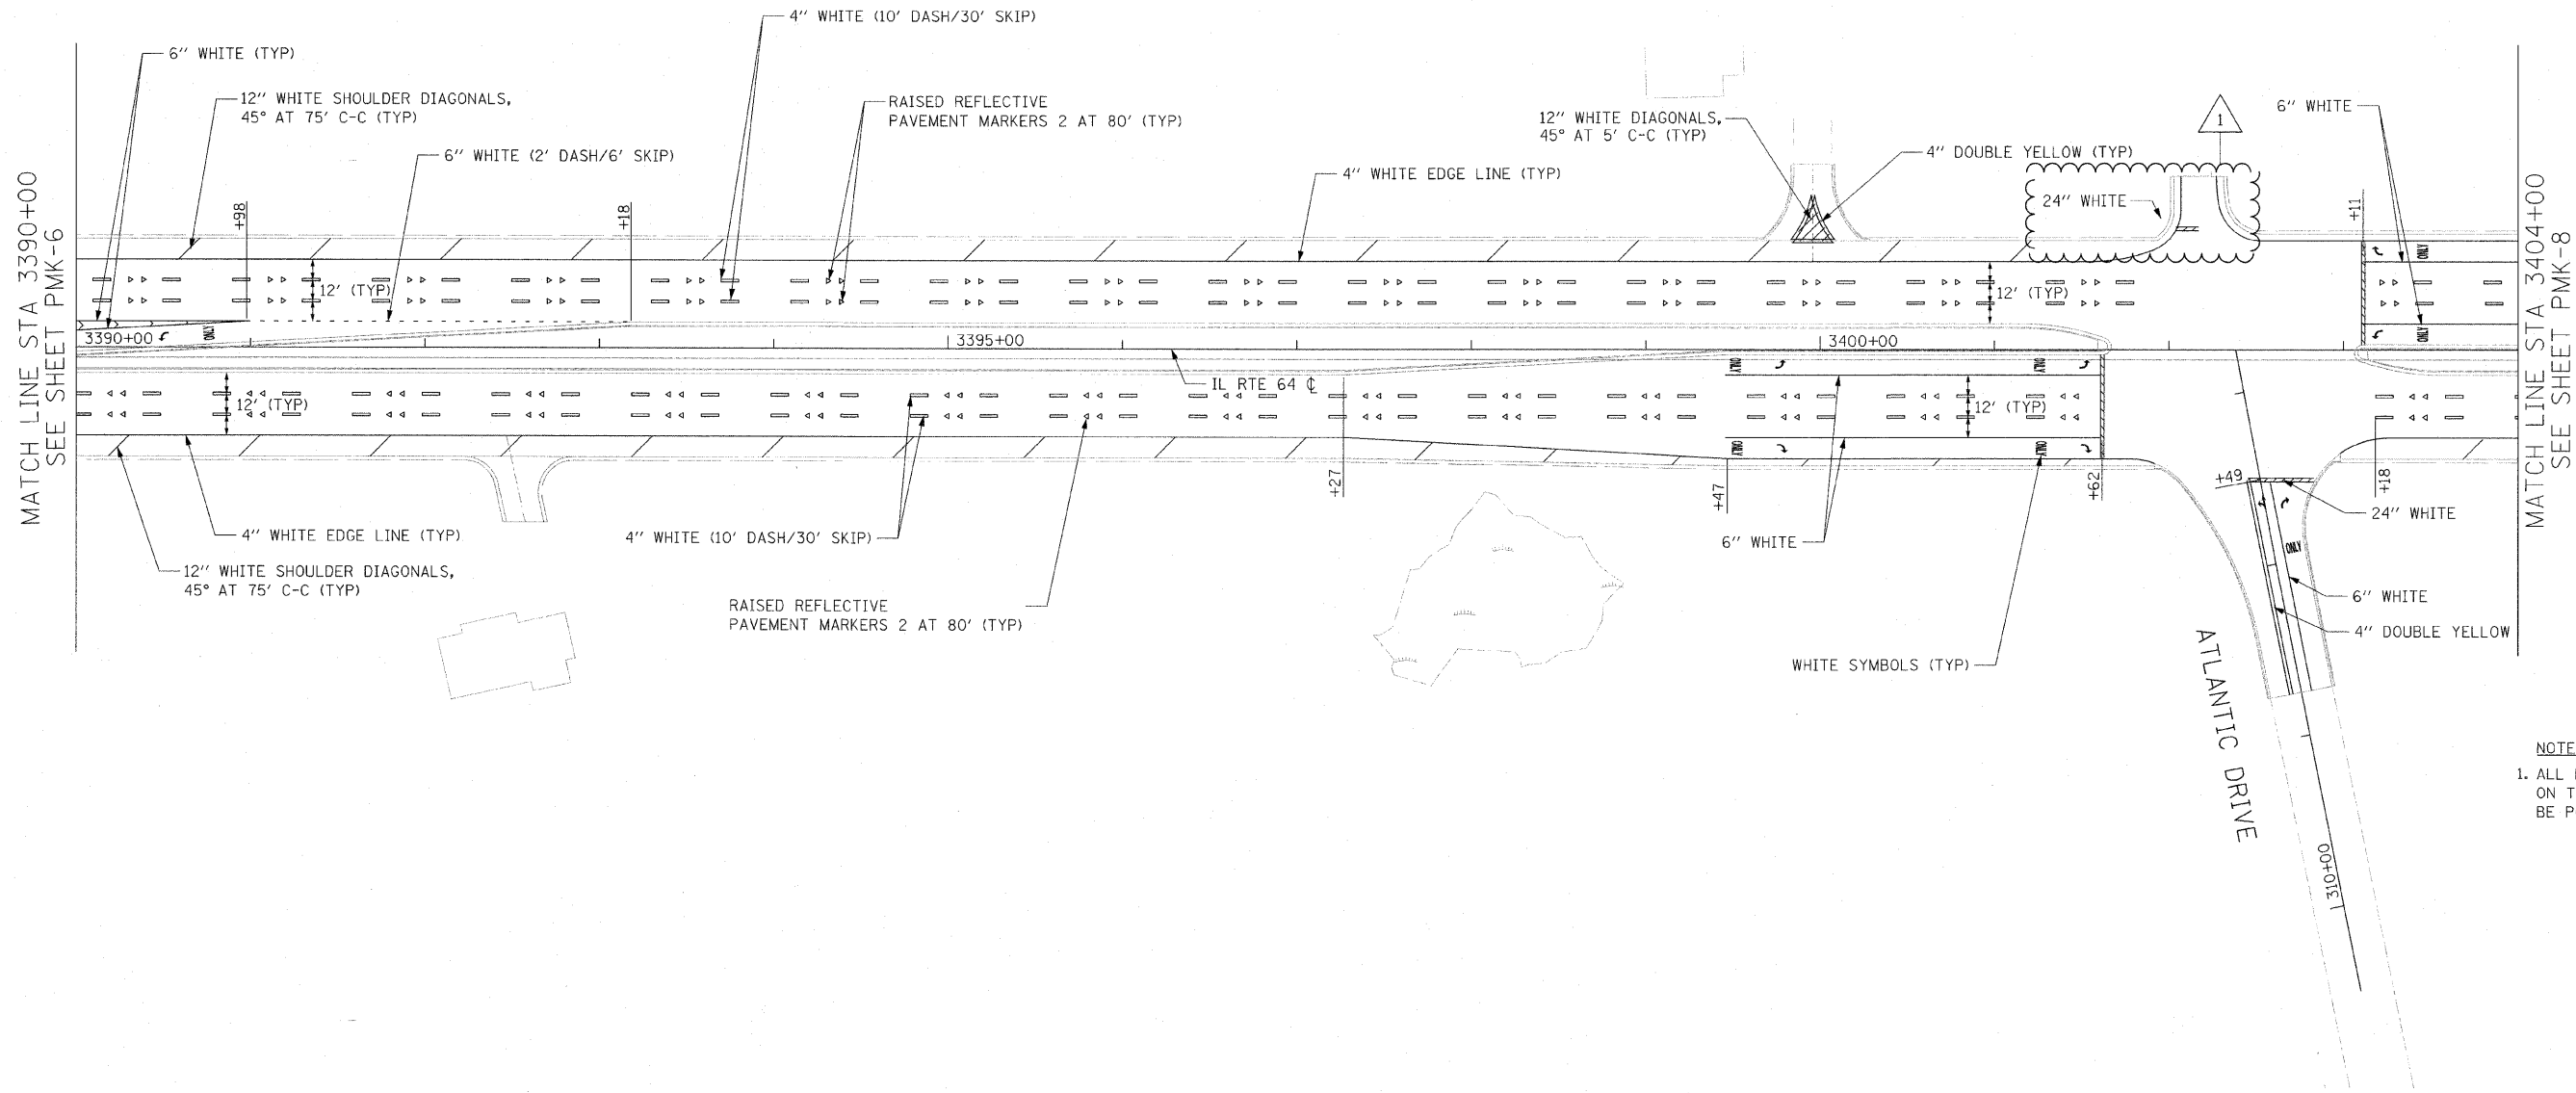 4" WHITE (10' DASH/30' SKIP)
6" WHITE (TYP)
12" WHITE SHOULDER DIAGONALS,
45° AT 75' C-C (TYP)
RAISED REFLECTIVE
PAVEMENT MARKERS 2 AT 80' (TYP)
6" WHITE (2' DASH/6' SKIP)
12" WHITE DIAGONALS,
45° AT 5' C-C (TYP)
4" DOUBLE YELLOW (TYP)
4" WHITE EDGE LINE (TYP)
1
6" WHITE
24" WHITE
MATCH LINE STA 3390+00
SEE SHEET PMK-6
+98
+18
+11
MATCH LINE STA 3404+00
SEE SHEET PMK-8
12' (TYP)
12' (TYP)
ONLY
ONLY
ONLY
3390+00
3395+00
3400+00
IL RTE 64 ℄
ONLY
ONLY
12' (TYP)
12' (TYP)
ONLY
ONLY
+27
+47
+62
+49
+18
4" WHITE EDGE LINE (TYP)
4" WHITE (10' DASH/30' SKIP)
6" WHITE
24" WHITE
ONLY
12" WHITE SHOULDER DIAGONALS,
45° AT 75' C-C (TYP)
RAISED REFLECTIVE
PAVEMENT MARKERS 2 AT 80' (TYP)
6" WHITE
4" DOUBLE YELLOW
WHITE SYMBOLS (TYP)
ATLANTIC DRIVE
310+00
NOTE
1. ALL
ON T
BE P